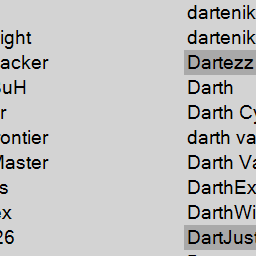 dartenik
ight dartenik
acker Dartezz
uH Darth
r Darth Cy
ontier darth va
Master Darth Va
s DarthEx
ex DarthWi
26 DartJust